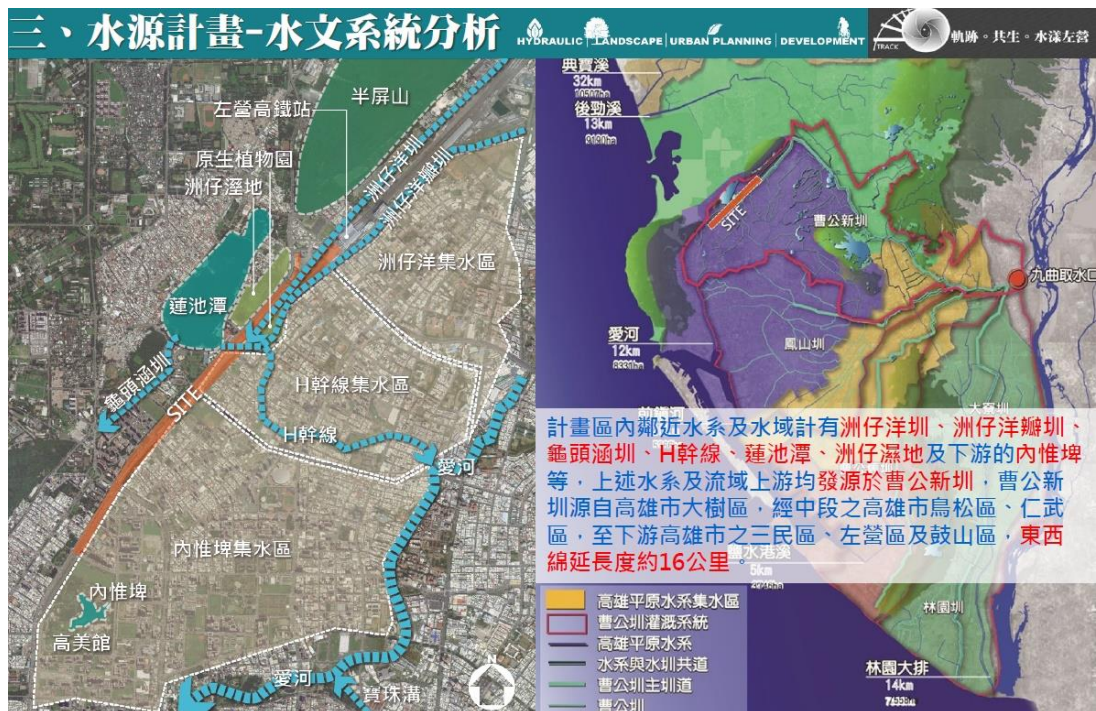 三、水源計畫-水文系統分析
HYDRAULIC | LANDSCAPE | URBAN PLANNING | DEVELOPMENT
TRACK
軌跡。共生。水漾左營
半屏山
左營高鐵站
原生植物園
洲仔溼地
洲仔洋圳
洲仔洋瓣圳
洲仔洋集水區
蓮池潭
龜頭涵圳
SITE
H幹線集水區
H幹線
愛河
內惟埤集水區
內惟埤
高美館
愛河
寶珠溝
N
典寶溪
32km
後勁溪
13km
9190ha
SITE
曹公新圳
九曲取水口
愛河
12km
鳳山圳
大寮圳
計畫區內鄰近水系及水域計有洲仔洋圳、洲仔洋瓣圳、
龜頭涵圳、H幹線、蓮池潭、洲仔濕地及下游的內惟埤
等，上述水系及流域上游均發源於曹公新圳，曹公新
圳源自高雄市大樹區，經中段之高雄市鳥松區、仁武
區，至下游高雄市之三民區、左營區及鼓山區，東西
綿延長度約16公里。
鹽水港溪
5km
高雄平原水系集水區
曹公圳灌溉系統
高雄平原水系
水系與水圳共道
曹公圳主圳道
曹公圳
林園圳
林園大排
14km